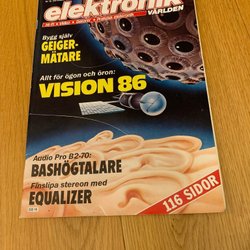 elektronik
VÄRLDEN
Bygg själv
GEIGER-
MÄTARE
Allt för ögon och öron:
VISION 86
Audio Pro B2-70:
BASHÖGTALARE
Finslipa stereon med
EQUALIZER
116 SIDOR